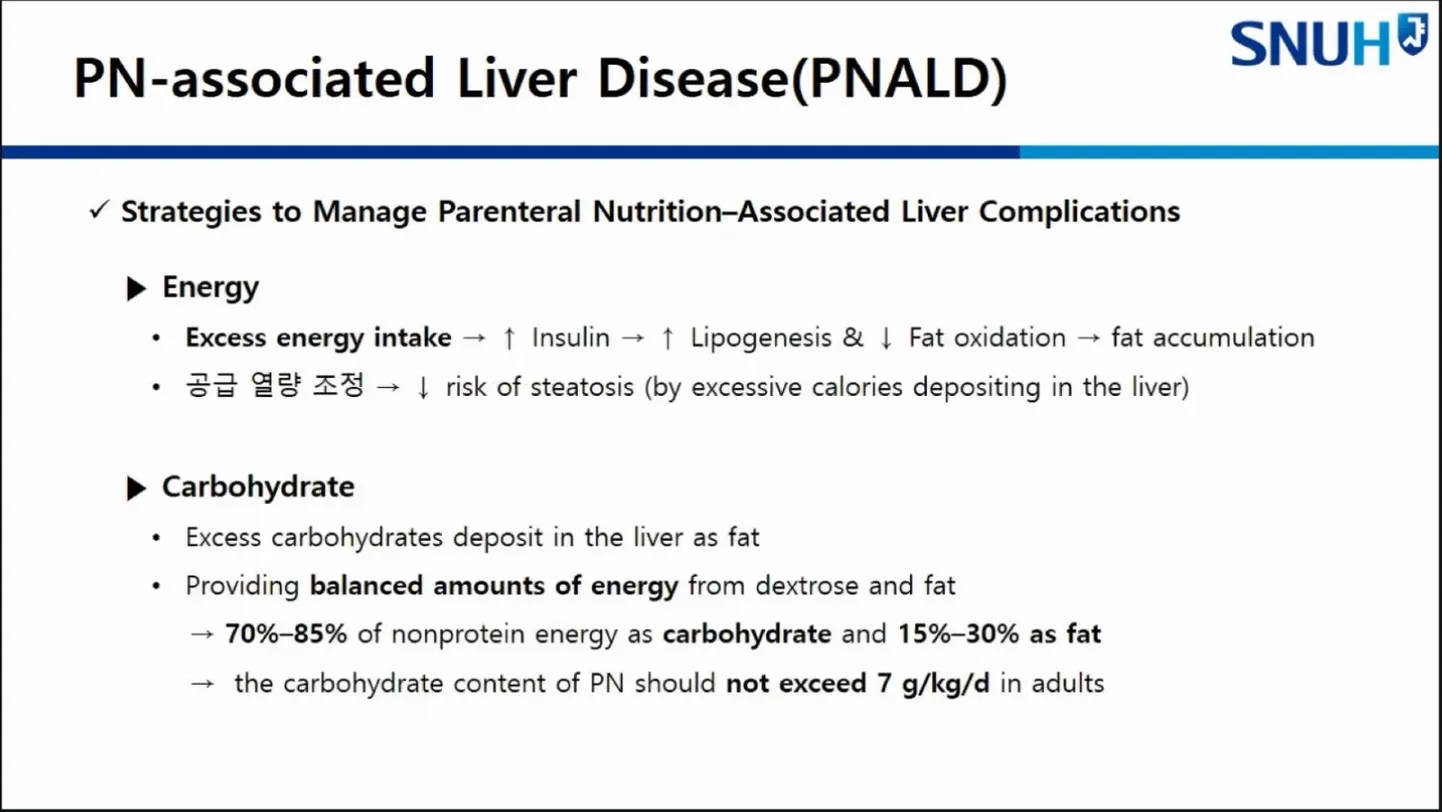 SNUH
PN-associated Liver Disease(PNALD)
✓ Strategies to Manage Parenteral Nutrition–Associated Liver Complications
▶ Energy
• Excess energy intake → ↑ Insulin → ↑ Lipogenesis & ↓ Fat oxidation → fat accumulation
• 공급 열량 조정 → ↓ risk of steatosis (by excessive calories depositing in the liver)
▶ Carbohydrate
• Excess carbohydrates deposit in the liver as fat
• Providing balanced amounts of energy from dextrose and fat
→ 70%–85% of nonprotein energy as carbohydrate and 15%–30% as fat
→ the carbohydrate content of PN should not exceed 7 g/kg/d in adults